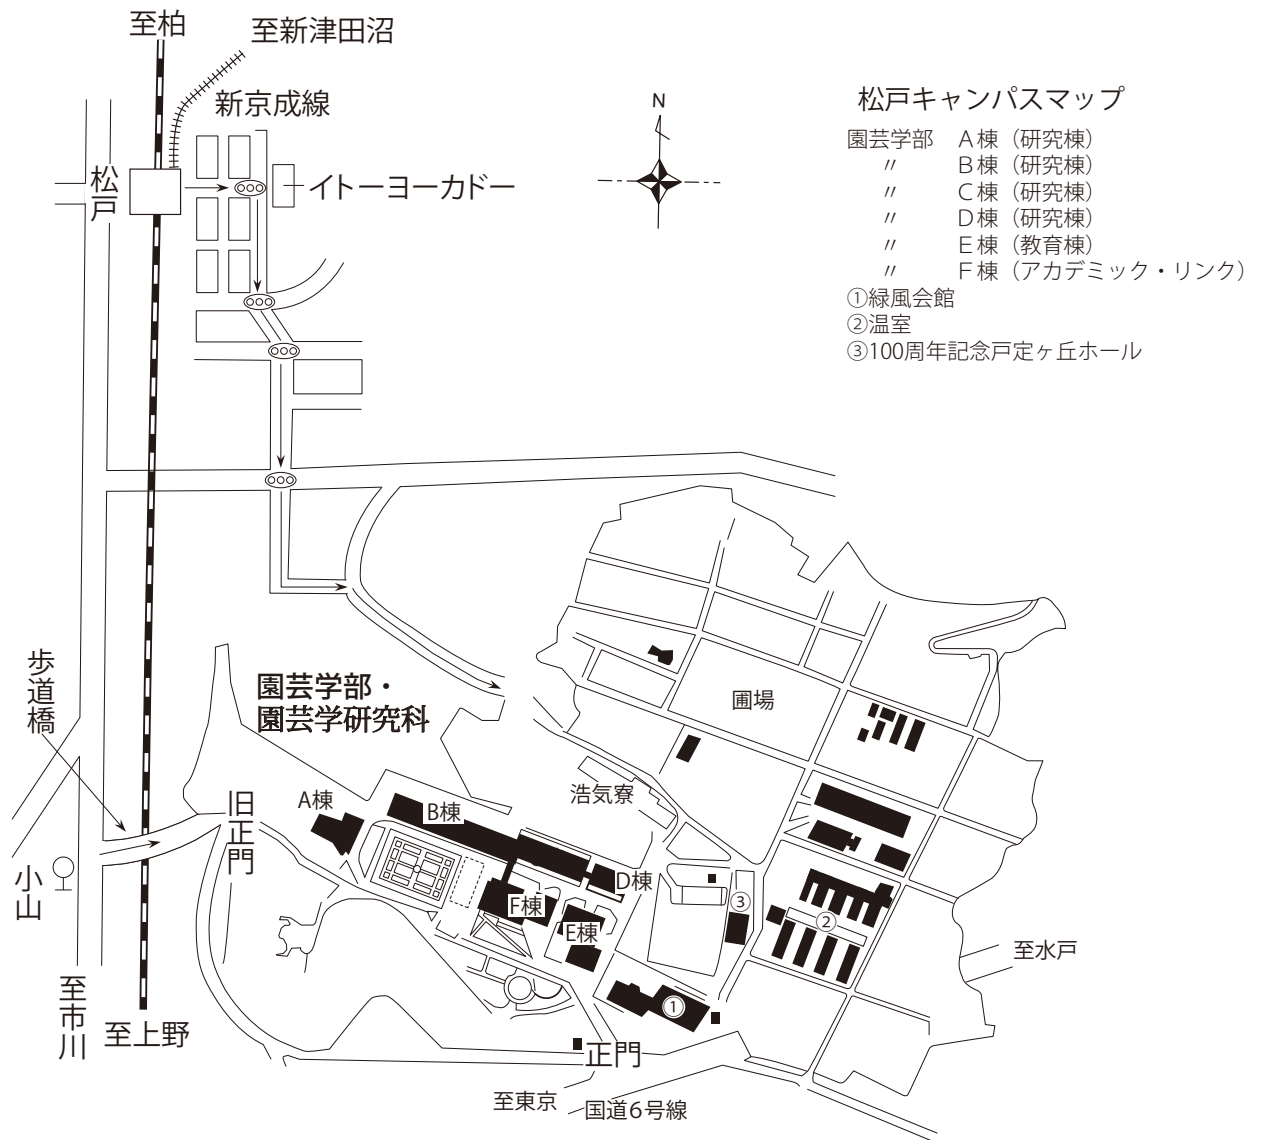 至柏
至新津田沼
新京成線
松戸
イトーヨーカドー
N
松戸キャンパスマップ
園芸学部 A棟（研究棟）
〃 B棟（研究棟）
〃 C棟（研究棟）
〃 D棟（研究棟）
〃 E棟（教育棟）
〃 F棟（アカデミック・リンク）
①緑風会館
②温室
③100周年記念戸定ヶ丘ホール
歩道橋
園芸学部・
園芸学研究科
圃場
浩気寮
旧正門
A棟
B棟
D棟
F棟
E棟
③
②
①
小山
至水戸
至市川
至上野
正門
至東京
国道6号線